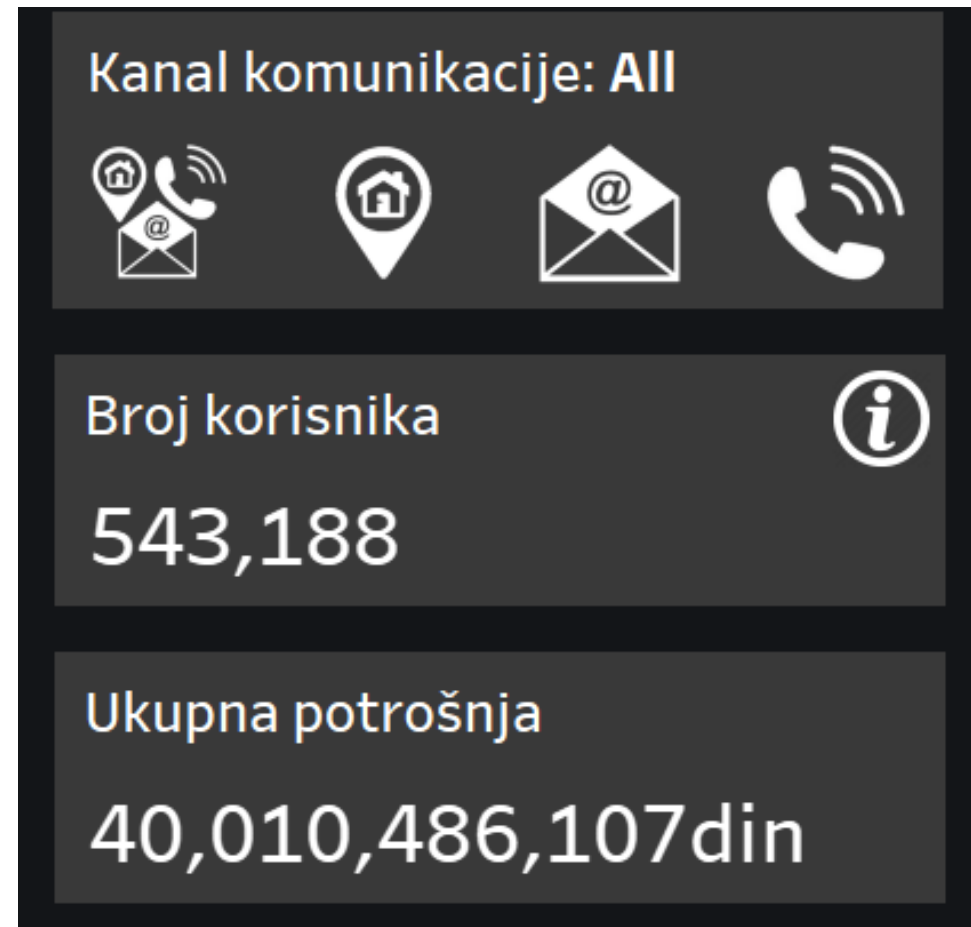 Kanal komunikacije: All
@
@
Broj korisnika
i
543,188
Ukupna potrošnja
40,010,486,107din